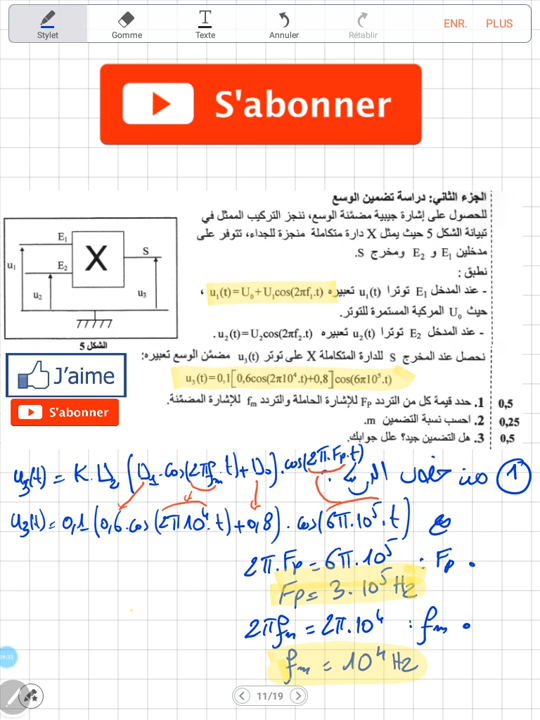 Stylet
Gomme
Texte
Annuler
Rétablir
ENR.
PLUS
S'abonner
الجزء الثاني: دراسة تضمين الوسع
للحصول على إشارة جيبية مضمَّنة الوسع، ننجز التركيب الممثل في
تبيانة الشكل 5 حيث يمثل X دارة متكاملة منجزة للجداء، تتوفر على
مدخلين E₁ و E₂ ومخرج S.
نطبق :
- عند المدخل E₁ توترا u₁(t) تعبيره u₁(t)=U₀+U₁cos(2πf₁.t) ،
حيث U₀ المركبة المستمرة للتوتر.
- عند المدخل E₂ توترا u₂(t) تعبيره u₂(t)=U₂cos(2πf₂.t).
نحصل عند المخرج S للدارة المتكاملة X على توتر u₃(t) مضمَّن الوسع تعبيره:
u₃(t)=0,1[0,6cos(2π10⁴.t)+0,8]cos(6π10⁵.t)
0,5 1. حدد قيمة كل من التردد Fₚ للإشارة الحاملة والتردد fₘ للإشارة المضمَّنة.
0,25 2. احسب نسبة التضمين m.
0,5 3. هل التضمين جيد؟ علل جوابك.
E₁
E₂
X
S
u₁
u₂
u₃
الشكل 5
J'aime
S'abonner
① من خلال
u₃(t) = K.U₂ (U₁.cos(2πfₘ.t)+U₀).cos(2π.Fp.t)
u₃(t)=0,1(0,6.cos(2π10⁴.t)+0,8).cos(6π.10⁵.t)
• Fp : 2π.Fp = 6π.10⁵
Fp = 3.10⁵ Hz
• fₘ : 2πfₘ = 2π.10⁴
fₘ = 10⁴ Hz
11/19